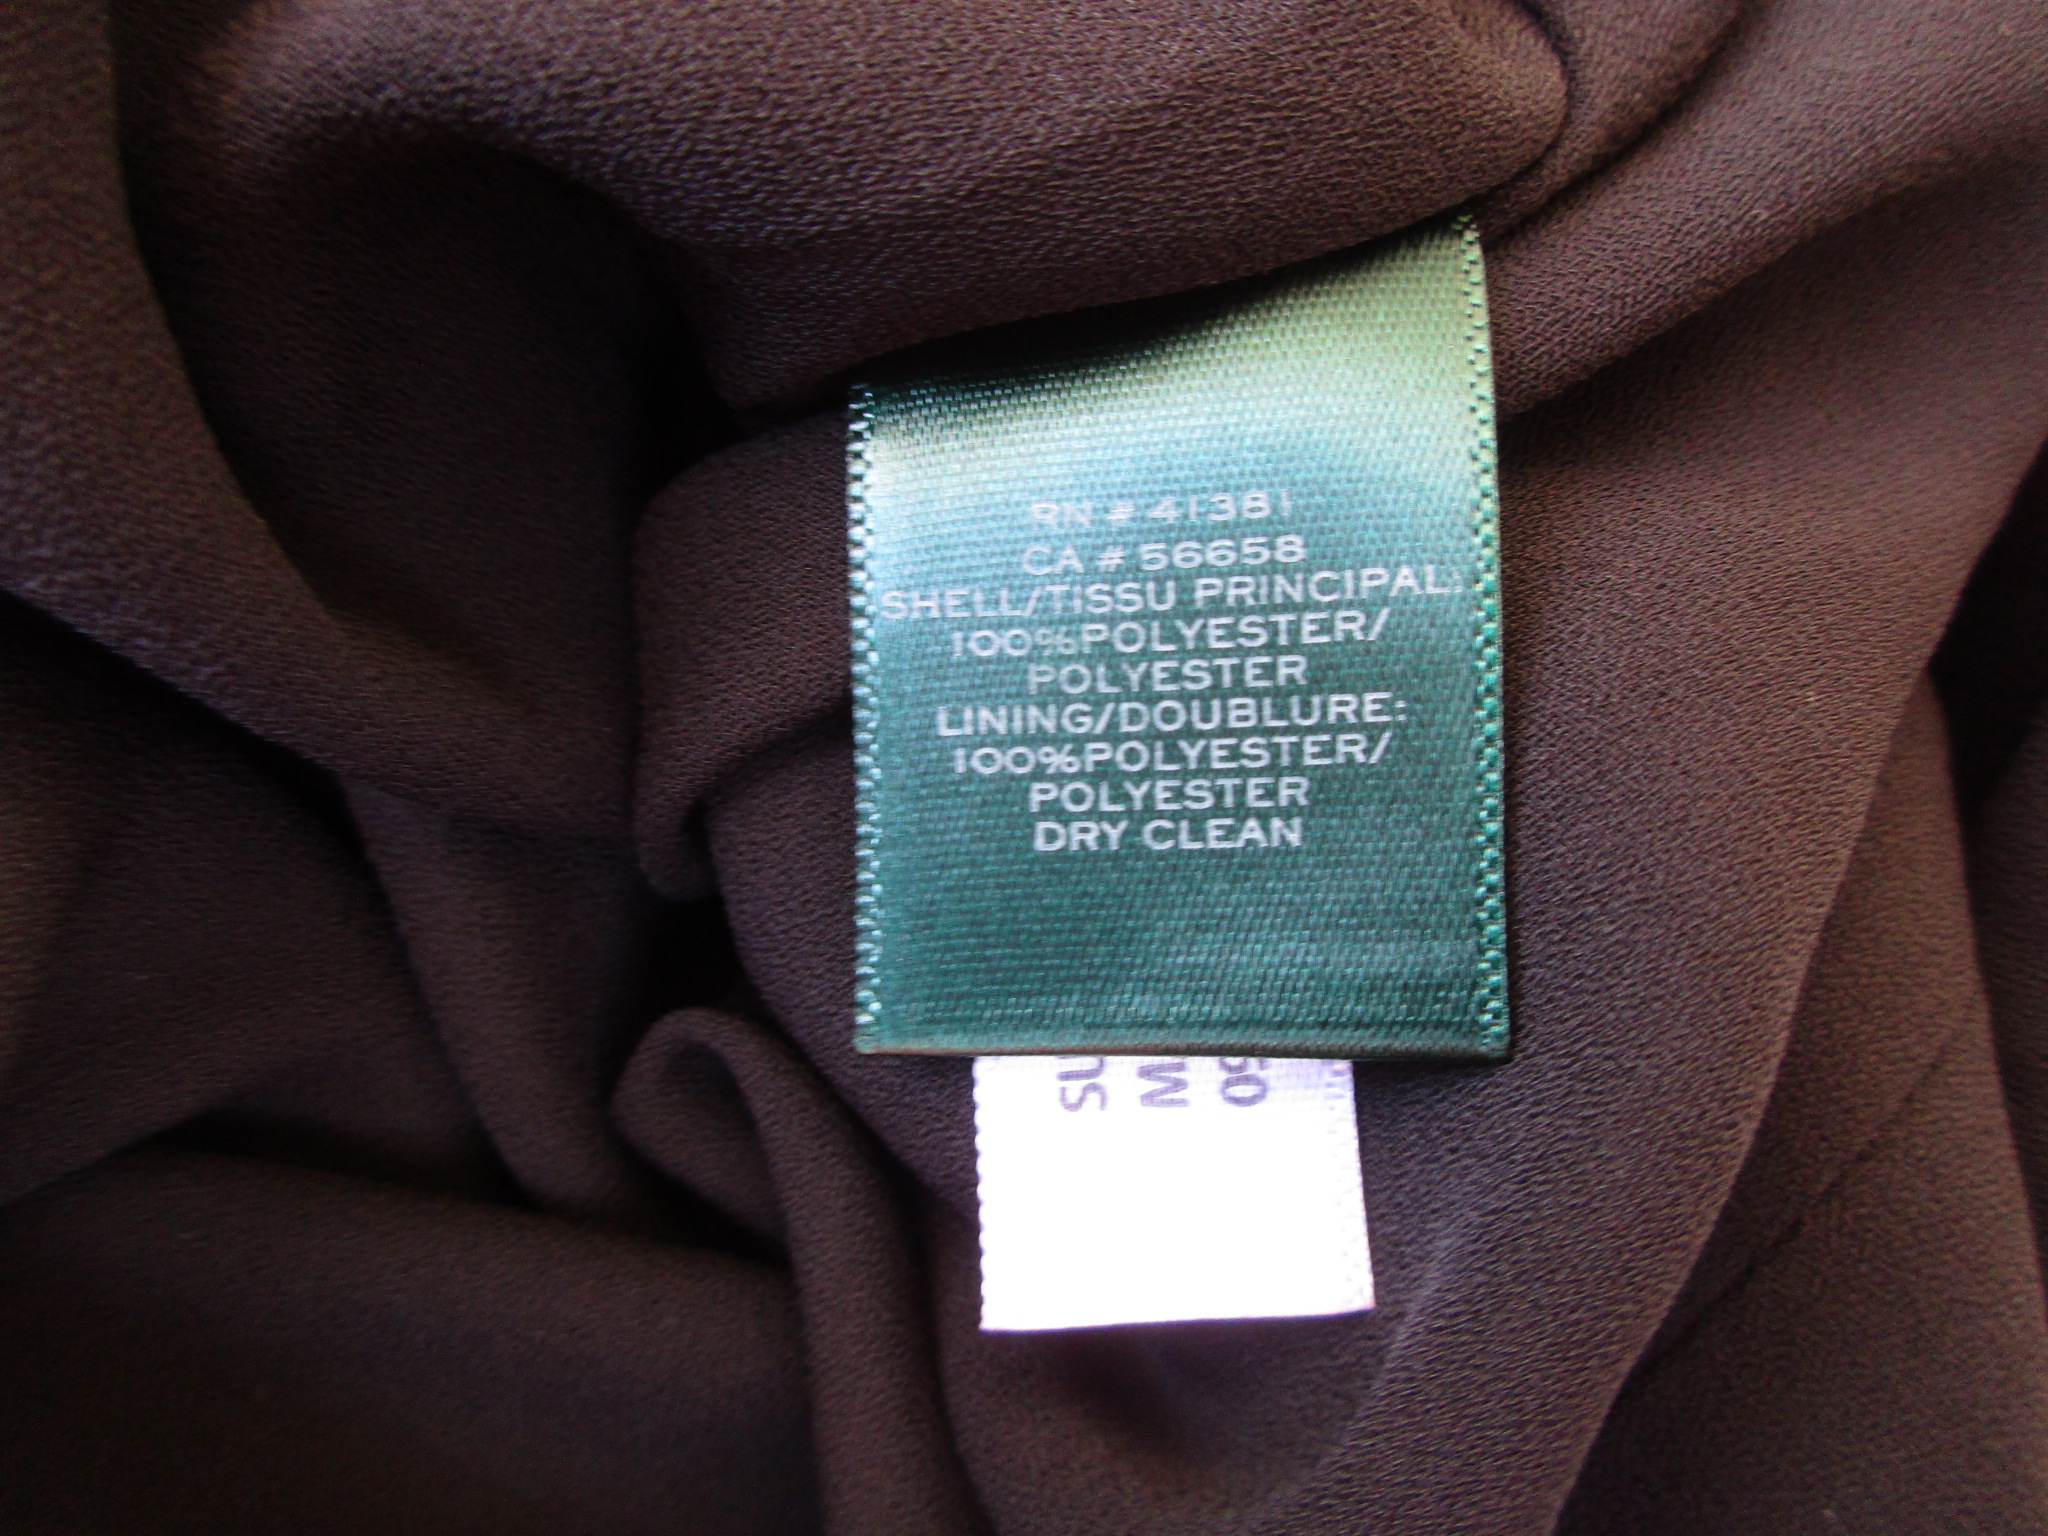 RN # 41381
CA # 56658
SHELL/TISSU PRINCIPAL:
100%POLYESTER/
POLYESTER
LINING/DOUBLURE:
100%POLYESTER/
POLYESTER
DRY CLEAN
M